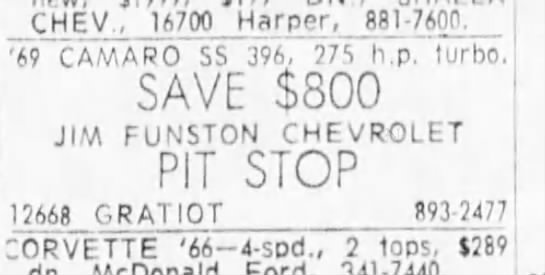 CHEV., 16700 Harper, 881-7600.
'69 CAMARO SS 396, 275 h.p. turbo.
SAVE $800
JIM FUNSTON CHEVROLET
PIT STOP
12668 GRATIOT 893-2477
CORVETTE '66—4-spd., 2 tops, $289
dn. McDonald Ford, 341-7440